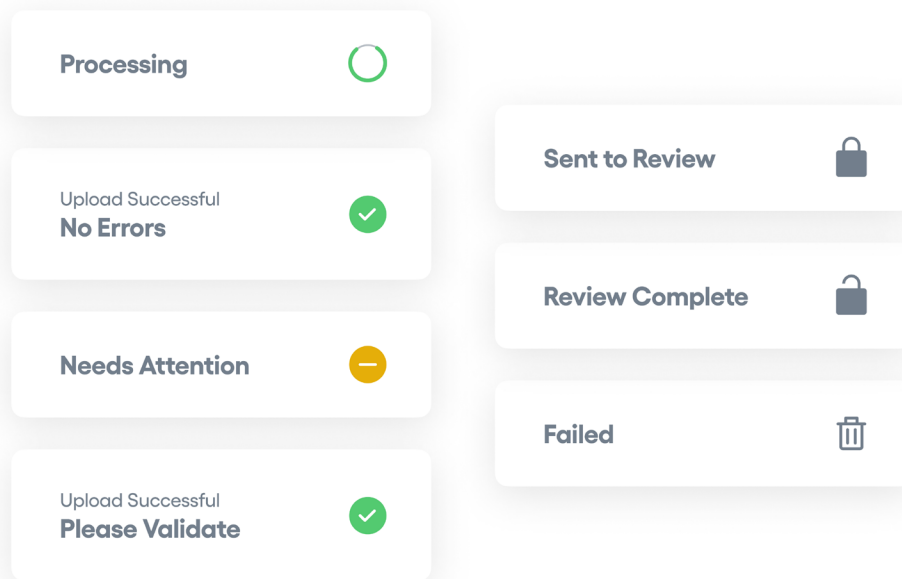 Processing
Upload Successful
No Errors
Needs Attention
Upload Successful
Please Validate
Sent to Review
Review Complete
Failed